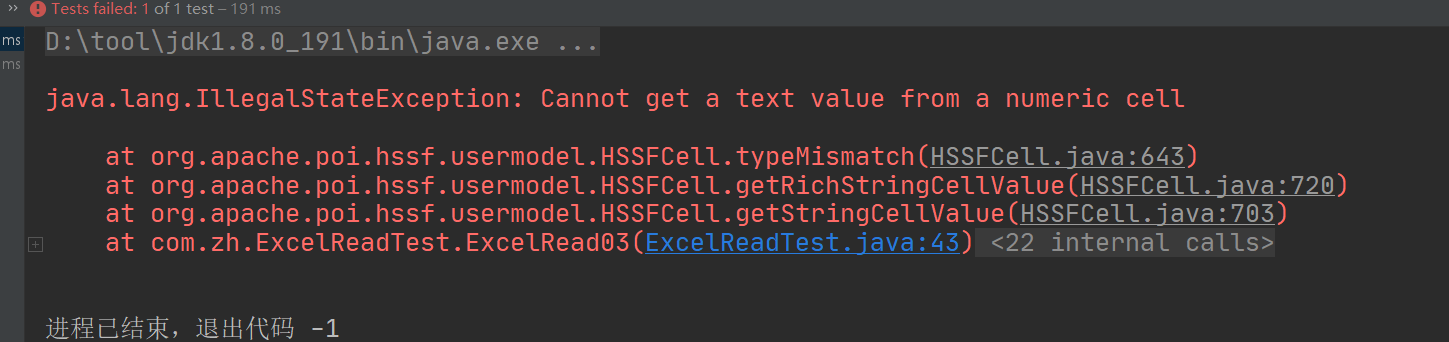 Tests failed: 1 of 1 test – 191 ms
ms
D:\tool\jdk1.8.0_191\bin\java.exe ...
ms
java.lang.IllegalStateException: Cannot get a text value from a numeric cell
at org.apache.poi.hssf.usermodel.HSSFCell.typeMismatch(HSSFCell.java:643)
at org.apache.poi.hssf.usermodel.HSSFCell.getRichStringCellValue(HSSFCell.java:720)
at org.apache.poi.hssf.usermodel.HSSFCell.getStringCellValue(HSSFCell.java:703)
at com.zh.ExcelReadTest.ExcelRead03(ExcelReadTest.java:43) <22 internal calls>
进程已结束，退出代码 -1